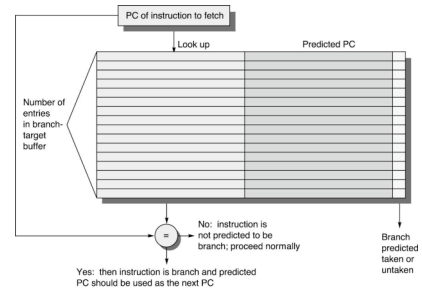 PC of instruction to fetch
Look up
Predicted PC
Number of
entries
in branch-
target
buffer
=
No: instruction is
not predicted to be
branch; proceed normally
Branch
predicted
taken or
untaken
Yes: then instruction is branch and predicted
PC should be used as the next PC